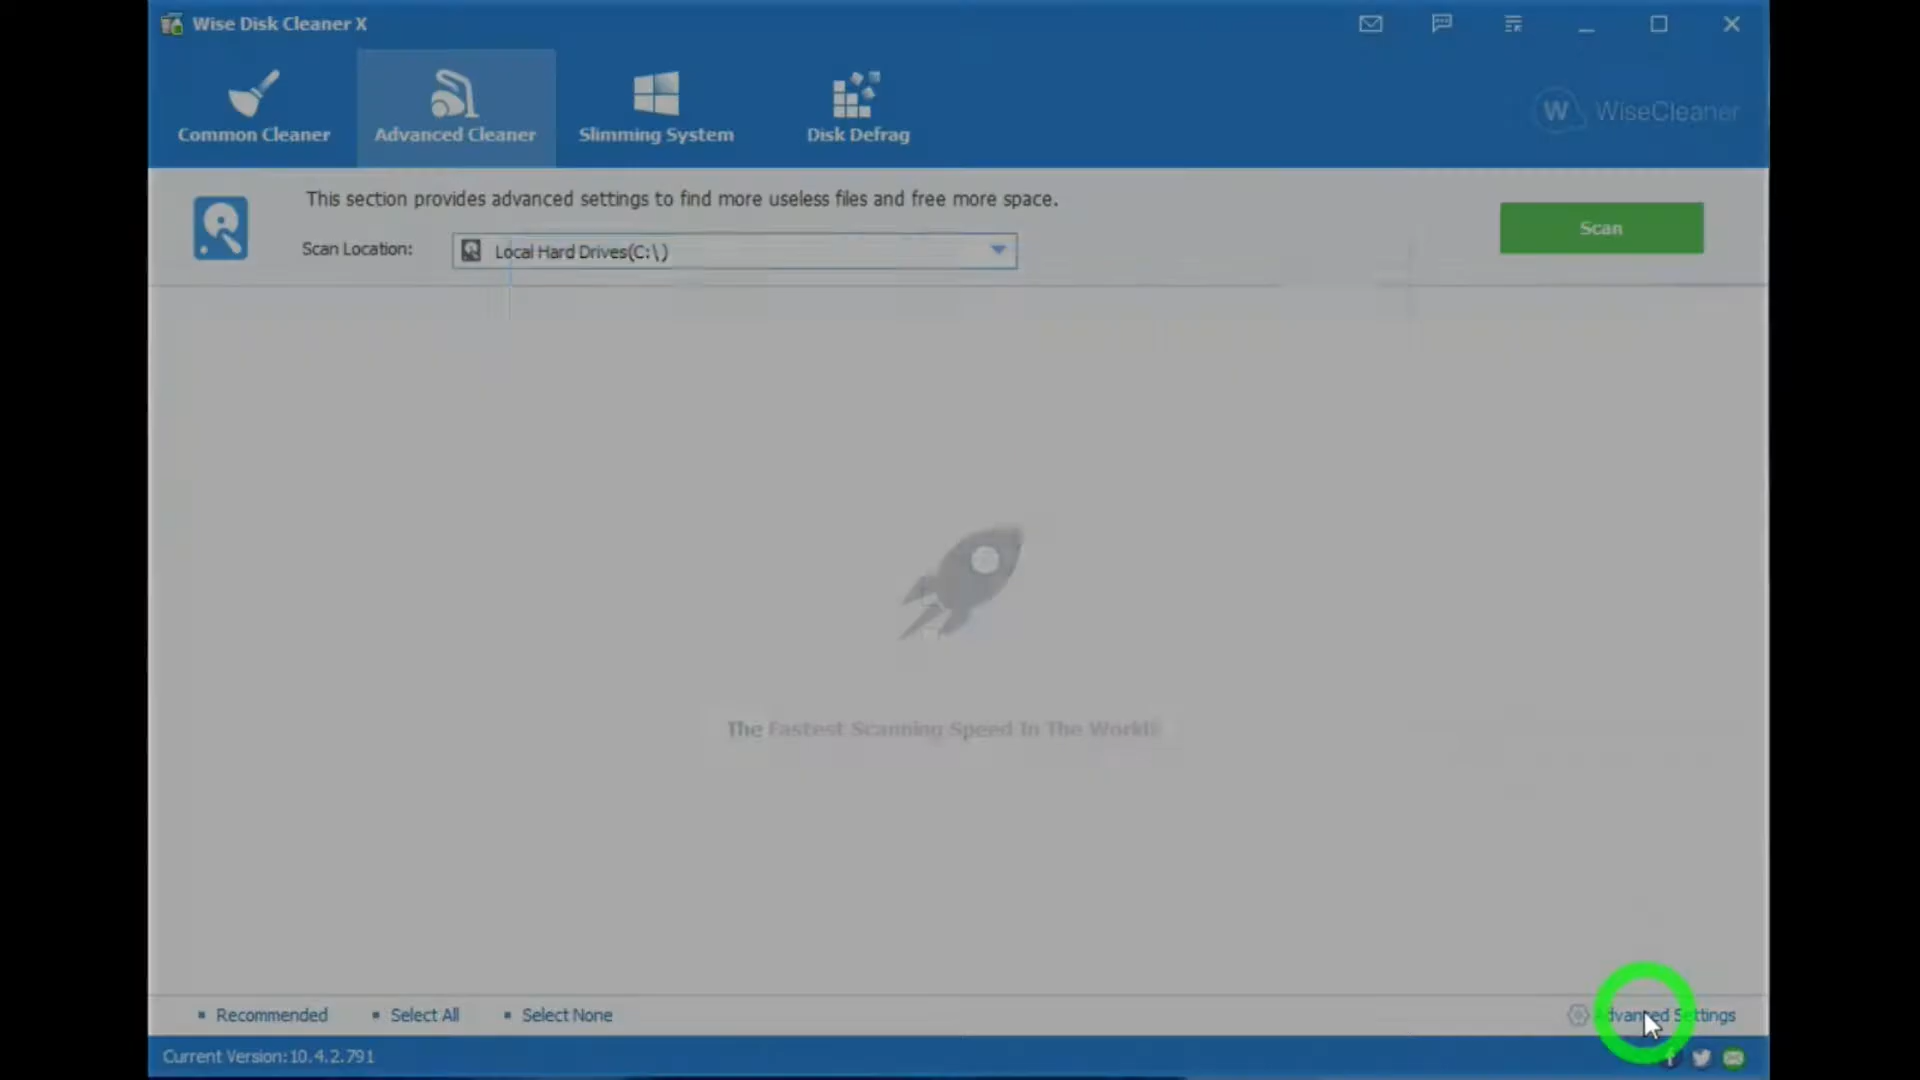 Wise Disk Cleaner X
Common Cleaner
Advanced Cleaner
Slimming System
Disk Defrag
W WiseCleaner
This section provides advanced settings to find more useless files and free more space.
Scan Location:
Local Hard Drives(C:\)
Scan
The Fastest Scanning Speed In The World!
Recommended
Select All
Select None
Advanced Settings
Current Version:10.4.2.791